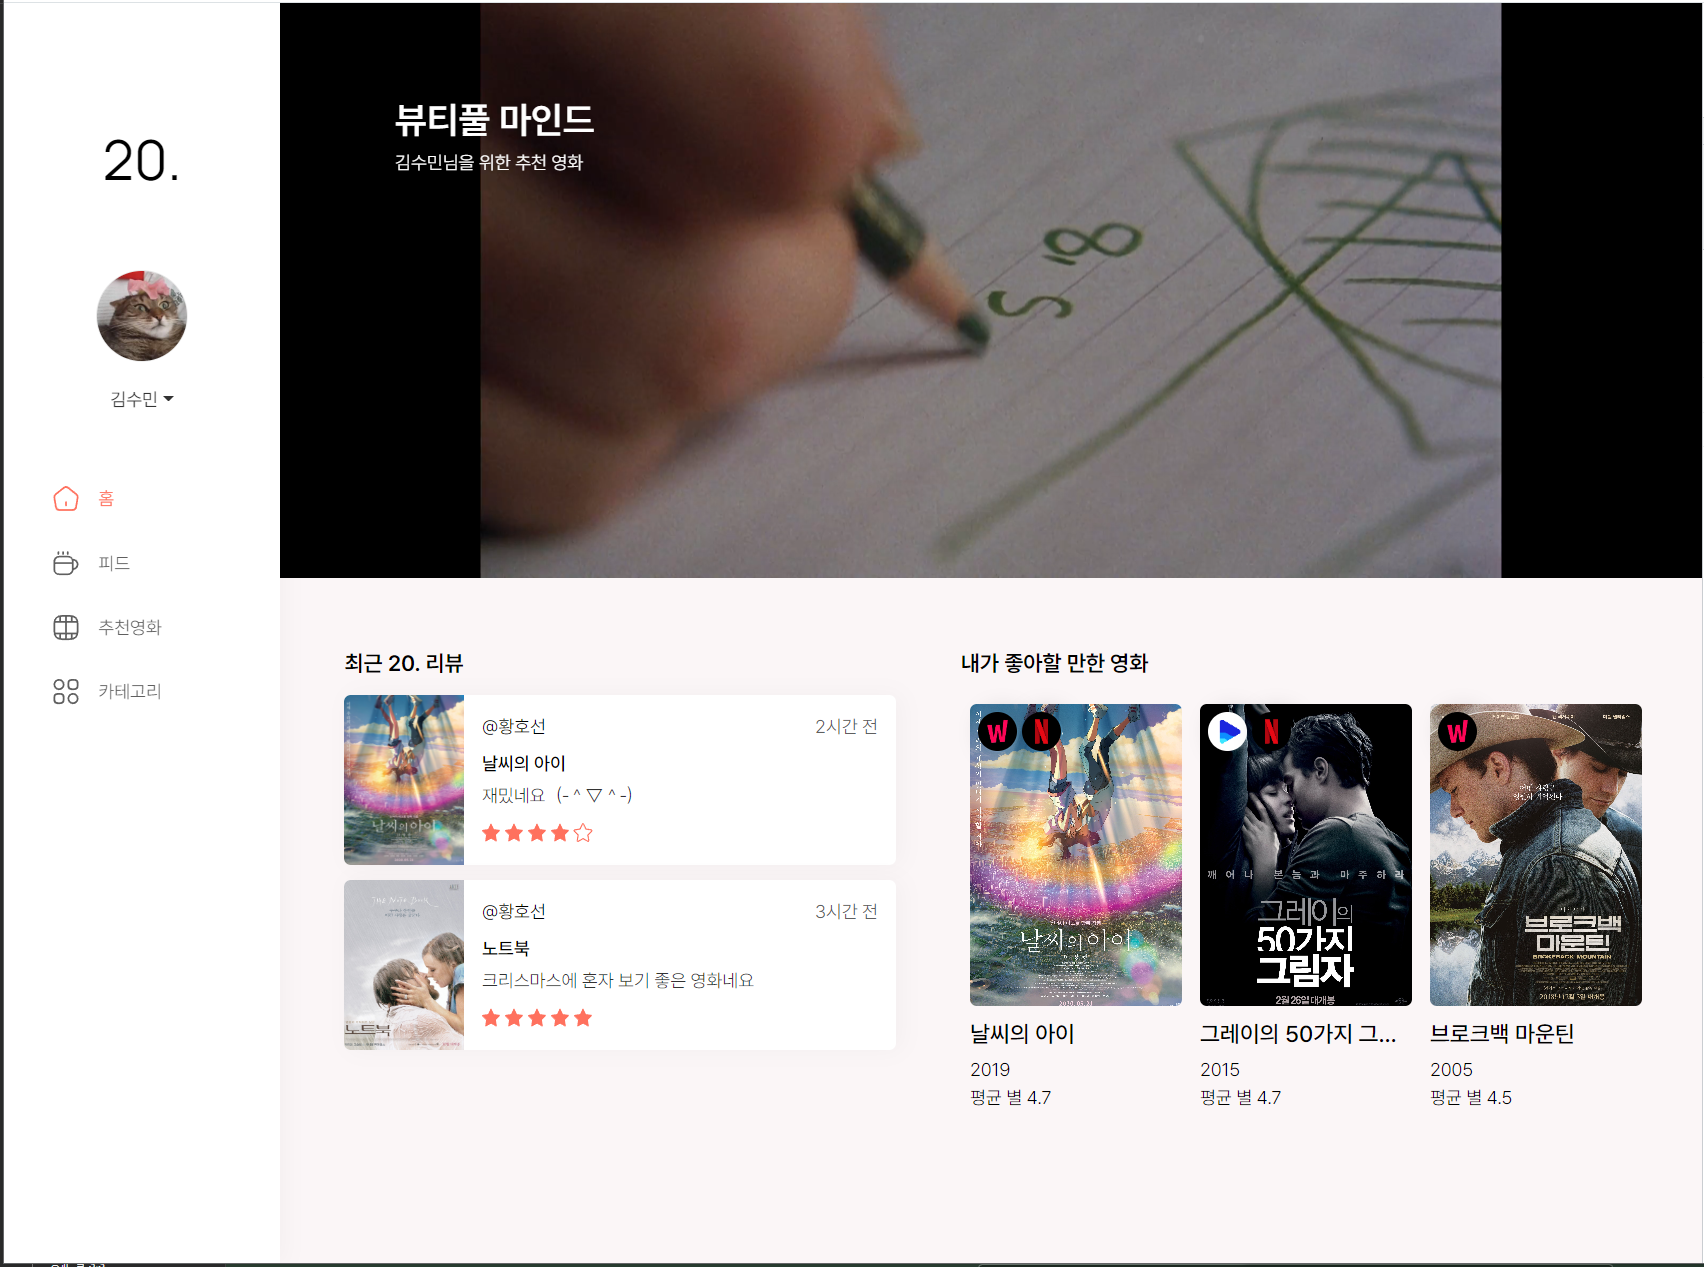 20.
김수민
홈
피드
추천영화
카테고리
뷰티풀 마인드
김수민님을 위한 추천 영화
5 8,
최근 20. 리뷰
@황호선
2시간 전
날씨의 아이
재밌네요 (-^▽^-)
날씨의 아이
@황호선
3시간 전
노트북
크리스마스에 혼자 보기 좋은 영화네요
The Notebook
노트북
내가 좋아할 만한 영화
W N
날씨의 아이
날씨의 아이
2019
평균 별 4.7
N
깨어나 본능과 마주하라
그레이의
50가지
그림자
2월 26일 대개봉
그레이의 50가지 그...
2015
평균 별 4.7
W
브로크백
마운틴
BROKEBACK MOUNTAIN
브로크백 마운틴
2005
평균 별 4.5